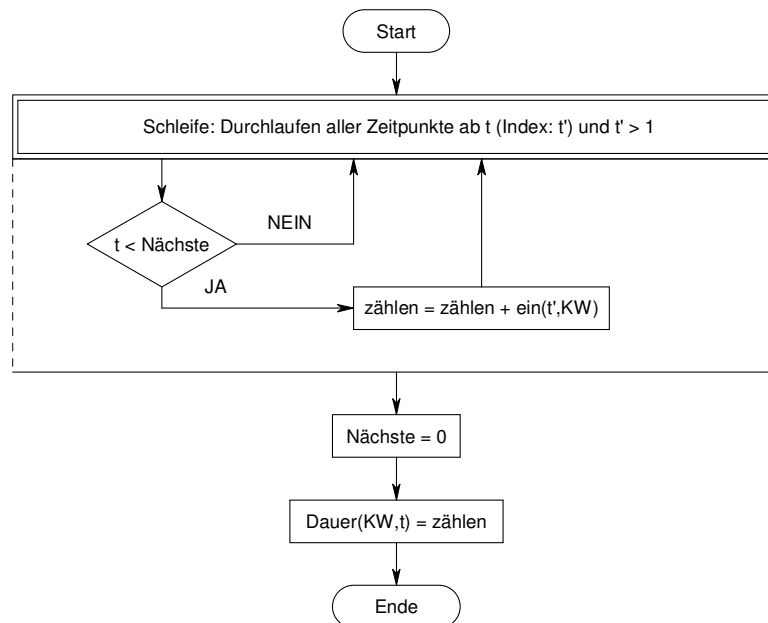 Start
Schleife: Durchlaufen aller Zeitpunkte ab t (Index: t') und t' > 1
NEIN
t < Nächste
JA
zählen = zählen + ein(t',KW)
Nächste = 0
Dauer(KW,t) = zählen
Ende